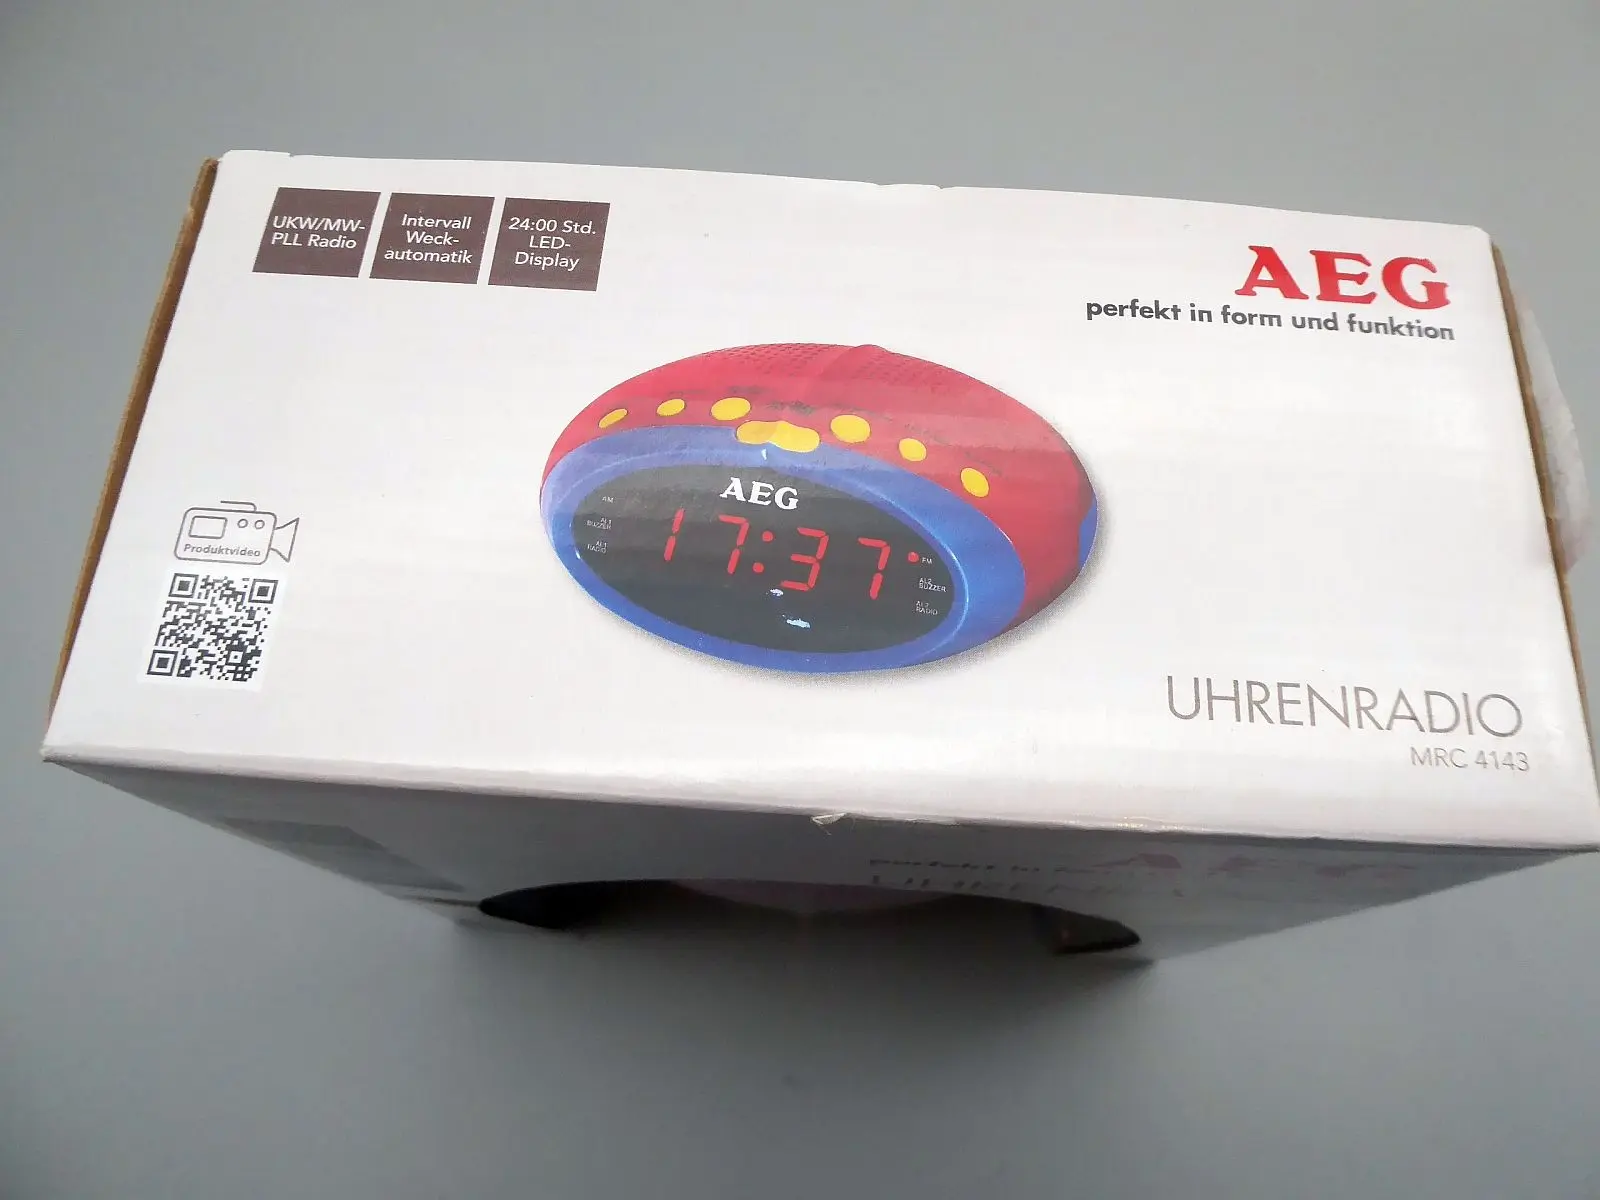 UKW/MW-
PLL Radio
Intervall
Weck-
automatik
24:00 Std.
LED-
Display
AEG
perfekt in form und funktion
AEG
AM
AL1
BUZZER
AL1
RADIO
17:37
FM
AL2
BUZZER
AL2
RADIO
Produktvideo
UHRENRADIO
MRC 4143